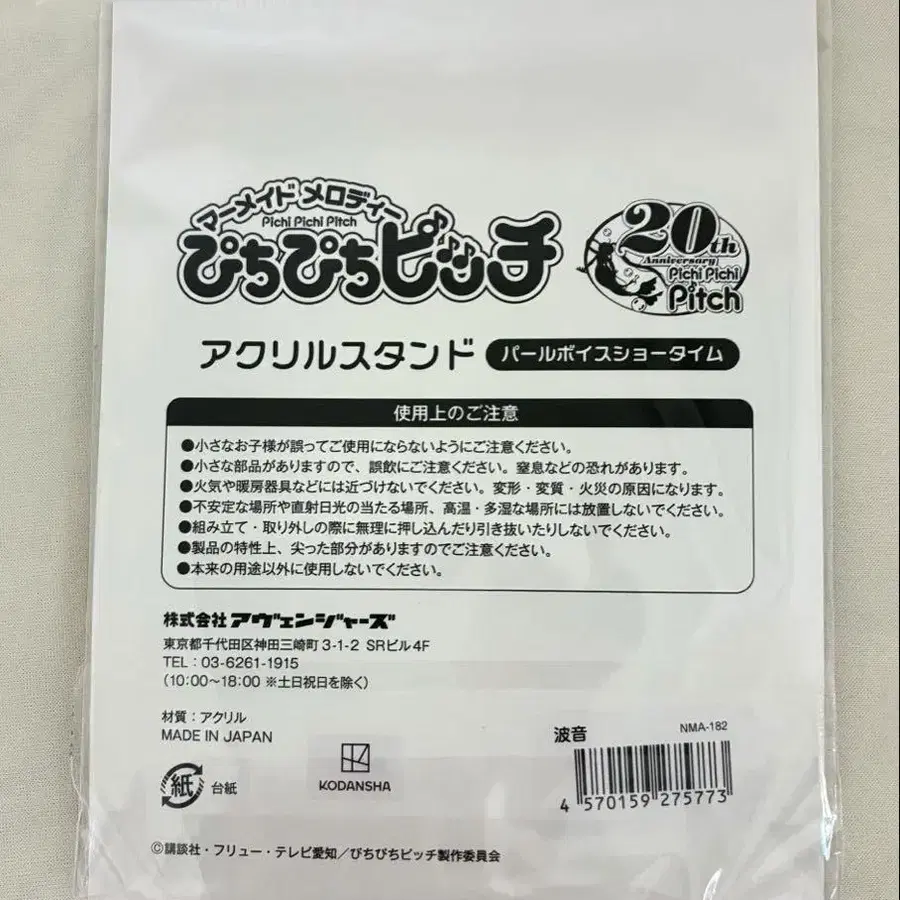 マーメイド メロディー
Pichi Pichi Pitch
ぴちぴちピッチ
20th
Anniversary
Pichi Pichi
Pitch
アクリルスタンド パールボイスショータイム
使用上のご注意
●小さなお子様が誤ってご使用にならないようにご注意ください。
●小さな部品がありますので、誤飲にご注意ください。窒息などの恐れがあります。
●火気や暖房器具などには近づけないでください。変形・変質・火災の原因になります。
●不安定な場所や直射日光の当たる場所、高温・多湿な場所には放置しないでください。
●組み立て・取り外しの際に無理に押し込んだり引き抜いたりしないでください。
●製品の特性上、尖った部分がありますのでご注意ください。
●本来の用途以外に使用しないでください。
株式会社 アヴェンジャーズ
東京都千代田区神田三崎町3-1-2 SRビル4F
TEL：03-6261-1915
(10:00〜18:00 ※土日祝日を除く)
材質：アクリル
MADE IN JAPAN
紙 台紙
KODANSHA
波音 NMA-182
4 570159 275773
©講談社・フリュー・テレビ愛知／ぴちぴちピッチ製作委員会